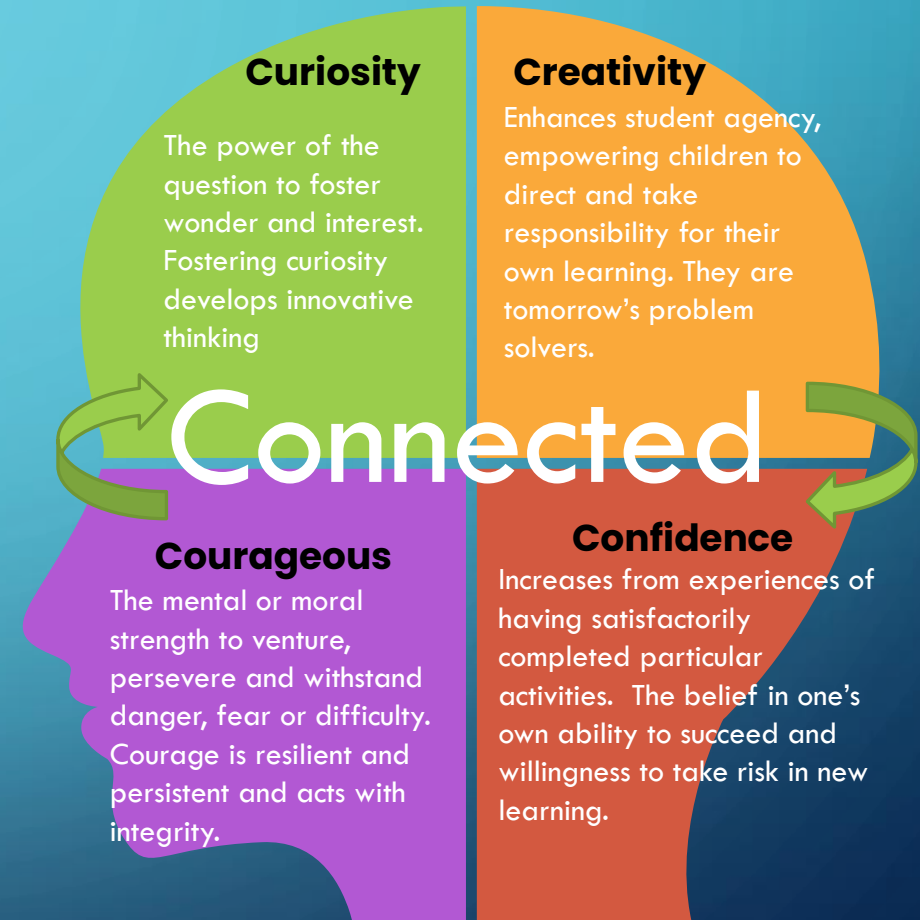 Curiosity
The power of the
question to foster
wonder and interest.
Fostering curiosity
develops innovative
thinking
Creativity
Enhances student agency,
empowering children to
direct and take
responsibility for their
own learning. They are
tomorrow's problem
solvers.
Connected
Courageous
The mental or moral
strength to venture,
persevere and withstand
danger, fear or difficulty.
Courage is resilient and
persistent and acts with
integrity.
Confidence
Increases from experiences of
having satisfactorily
completed particular
activities.  The belief in one's
own ability to succeed and
willingness to take risk in new
learning.